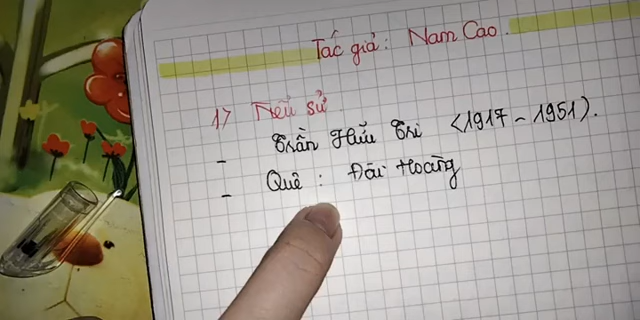 Tác giả: Nam Cao.
1) Tiểu sử
- Trần Hữu Tri (1917 - 1951).
- Quê : Đại Hoàng